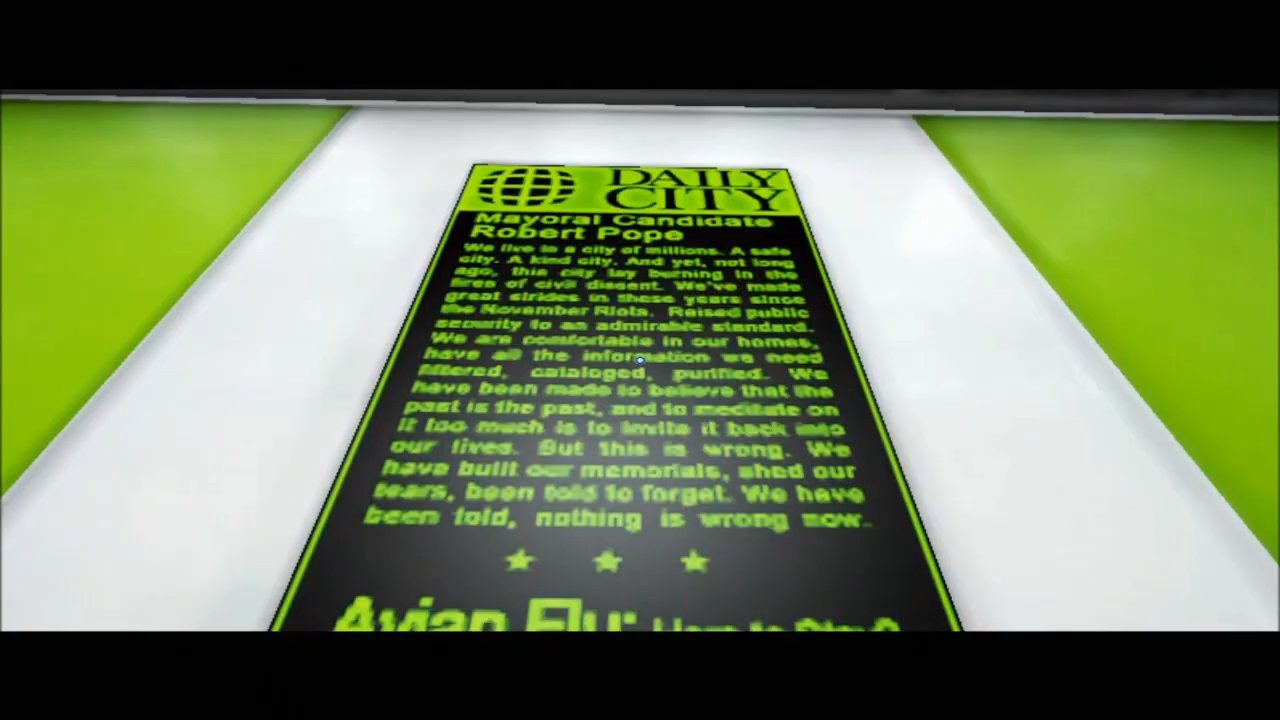 DAILY
CITY
Mayoral Candidate
Robert Pope
We live in a city of millions. A safe
city. A kind city. And yet, not long
ago, this city lay burning in the
fires of civil dissent. We've made
great strides in these years since
the November Riots. Raised public
security to an admirable standard.
We are comfortable in our homes,
have all the information we need
filtered, cataloged, purified. We
have been made to believe that the
past is the past, and to meditate on
it too much is to invite it back into
our lives. But this is wrong. We
have built our memorials, shed our
tears, been told to forget. We have
been told, nothing is wrong now.
Avian Flu: Here to Stay?